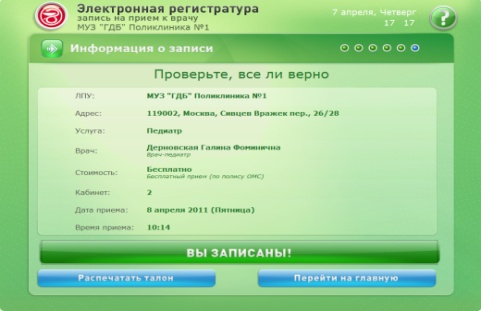 Электронная регистратура
запись на прием к врачу
МУЗ "ГДБ" Поликлиника №1
7 апреля, Четверг
17 17
?
Информация о записи
Проверьте, все ли верно
ЛПУ: МУЗ "ГДБ" Поликлиника №1
Адрес: 119002, Москва, Сивцев Вражек пер., 26/28
Услуга: Педиатр
Врач: Дерновская Галина Фоминична
Врач-педиатр
Стоимость: Бесплатно
Бесплатный прием (по полису ОМС)
Кабинет: 2
Дата приема: 8 апреля 2011 (Пятница)
Время приема: 10:14
ВЫ ЗАПИСАНЫ!
Распечатать талон
Перейти на главную